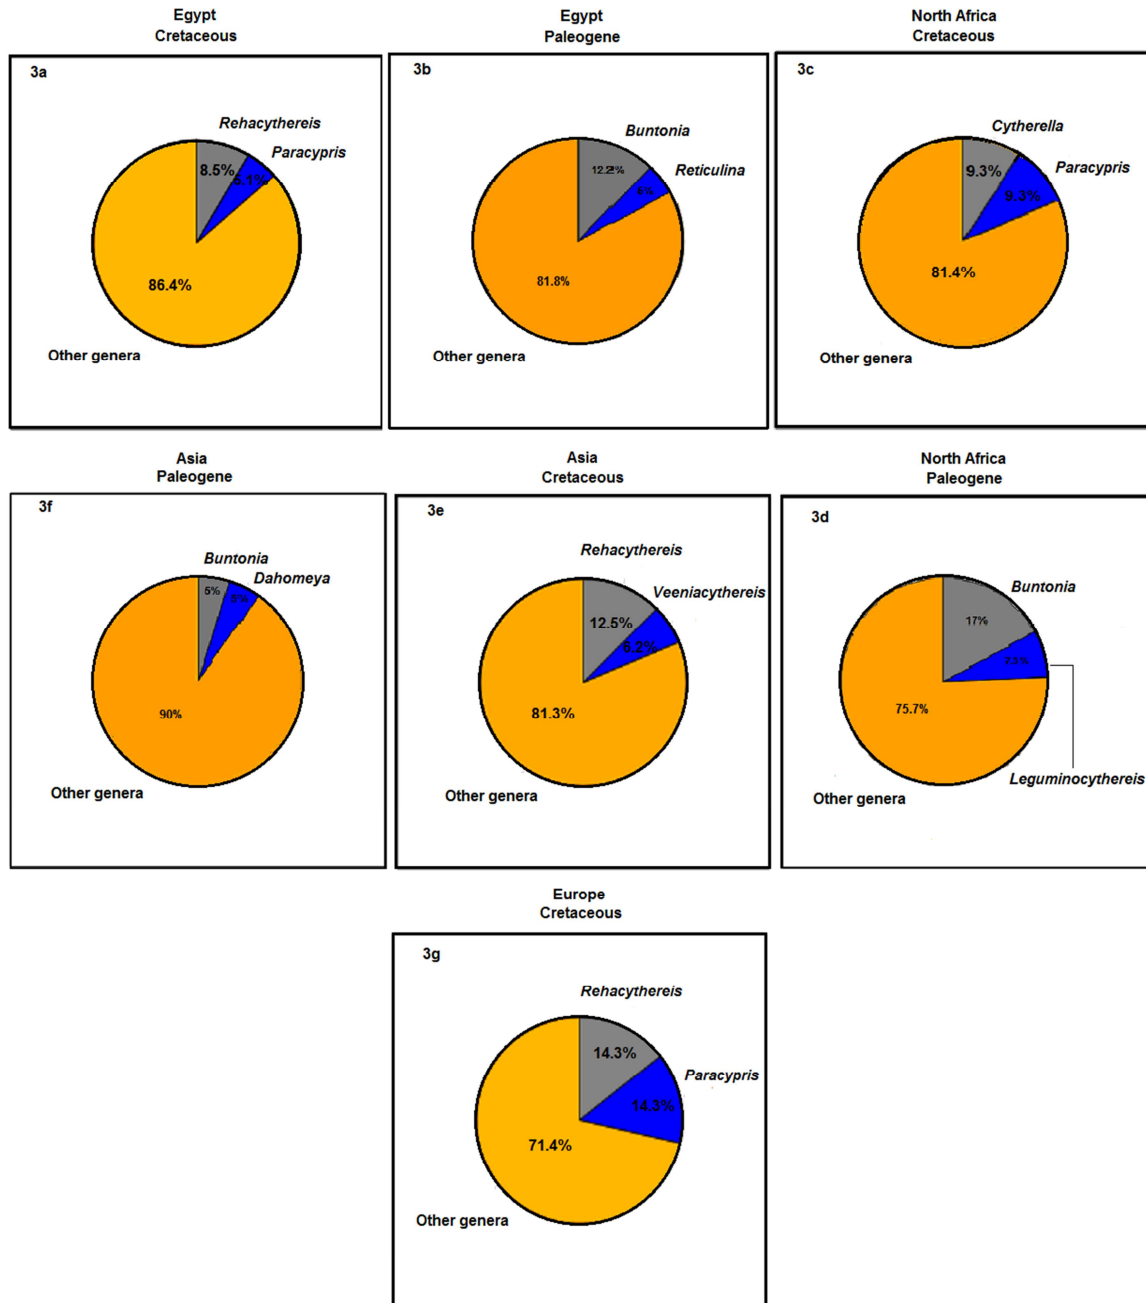 Egypt
Cretaceous
3a
Rehacythereis
Paracypris
8.5%
5.1%
86.4%
Other genera
Egypt
Paleogene
3b
Buntonia
Reticulina
12.2%
6%
81.8%
Other genera
North Africa
Cretaceous
3c
Cytherella
Paracypris
9.3%
9.3%
81.4%
Other genera
Asia
Paleogene
3f
Buntonia
Dahomeya
5%
5%
90%
Other genera
Asia
Cretaceous
3e
Rehacythereis
Veeniacythereis
12.5%
6.2%
81.3%
Other genera
North Africa
Paleogene
3d
Buntonia
17%
7.3%
75.7%
Leguminocythereis
Other genera
Europe
Cretaceous
3g
Rehacythereis
14.3%
Paracypris
14.3%
71.4%
Other genera